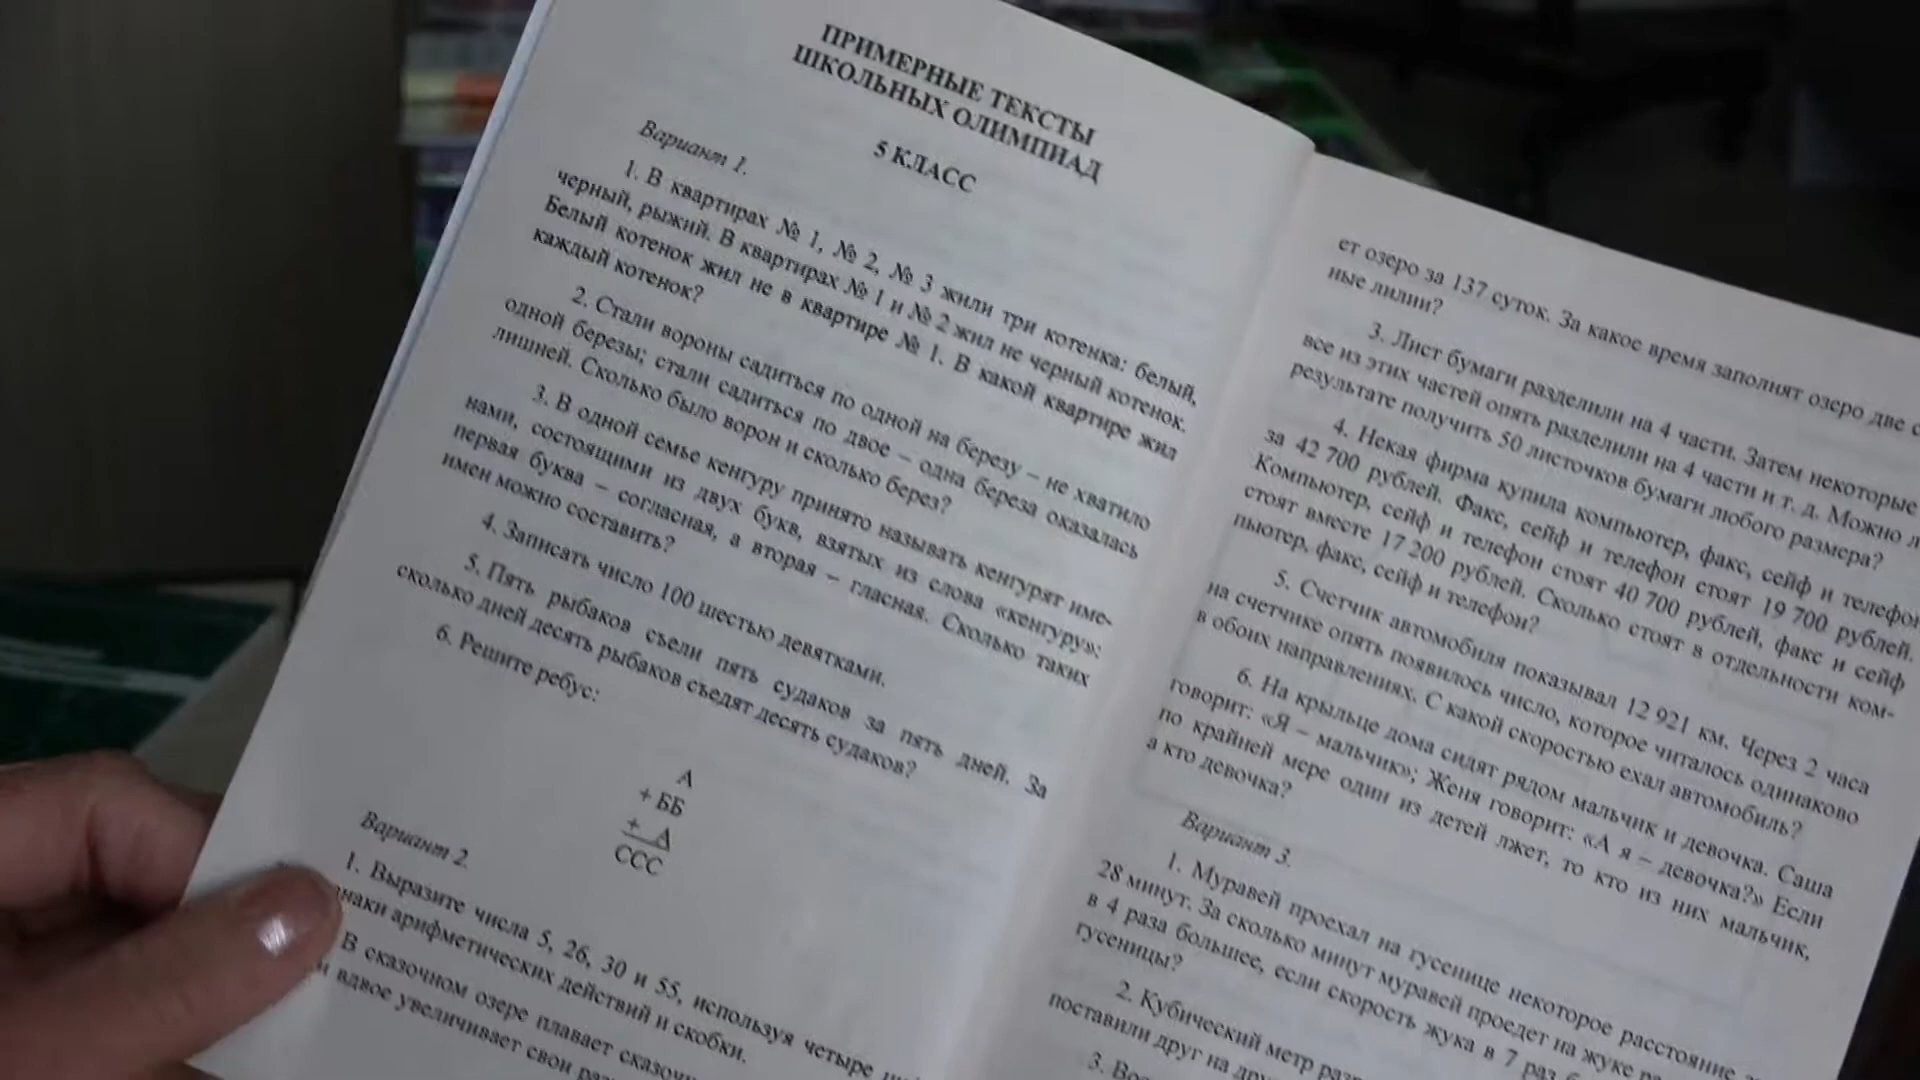 ПРИМЕРНЫЕ ТЕКСТЫ
ШКОЛЬНЫХ ОЛИМПИАД
5 КЛАСС
Вариант 1.
1. В квартирах № 1, № 2, № 3 жили три котенка: белый,
черный, рыжий. В квартирах № 1 и № 2 жил не черный котенок.
Белый котенок жил не в квартире № 1. В какой квартире жил
каждый котенок?
2. Стали вороны садиться по одной на березу – не хватило
одной березы; стали садиться по двое – одна береза оказалась
лишней. Сколько было ворон и сколько берез?
3. В одной семье кенгуру принято называть кенгурят име-
нами, состоящими из двух букв, взятых из слова «кенгуру»:
первая буква – согласная, а вторая – гласная. Сколько таких
имен можно составить?
4. Записать число 100 шестью девятками.
5. Пять рыбаков съели пять судаков за пять дней. За
сколько дней десять рыбаков съедят десять судаков?
6. Решите ребус:
А
+ ББ
+ А
ССС
Вариант 2.
1. Выразите числа 5, 26, 30 и 55, используя четыре
знаки арифметических действий и скобки.
В сказочном озере плавает
вдвое увеличивает свои
ет озеро за 137 суток. За какое время заполнят озеро две
ные лилии?
3. Лист бумаги разделили на 4 части. Затем некоторые
все из этих частей опять разделили на 4 части и т. д. Можно
результате получить 50 листочков бумаги любого размера?
4. Некая фирма купила компьютер, факс, сейф и телефон
за 42 700 рублей. Факс, сейф и телефон стоят 19 700 рублей.
Компьютер, сейф и телефон стоят 40 700 рублей, факс и сейф
стоят вместе 17 200 рублей. Сколько стоят в отдельности ком-
пьютер, факс, сейф и телефон?
5. Счетчик автомобиля показывал 12 921 км. Через 2 часа
на счетчике опять появилось число, которое читалось одинаково
в обоих направлениях. С какой скоростью ехал автомобиль?
6. На крыльце дома сидят рядом мальчик и девочка. Саша
говорит: «Я – мальчик»; Женя говорит: «А я – девочка?» Если
по крайней мере один из детей лжет, то кто из них мальчик,
а кто девочка?
Вариант 3.
1. Муравей проехал на гусенице некоторое расстояние
28 минут. За сколько минут муравей проедет на жуке
в 4 раза большее, если скорость жука в 7 раз
гусеницы?
2. Кубический метр
поставили друг на
3.